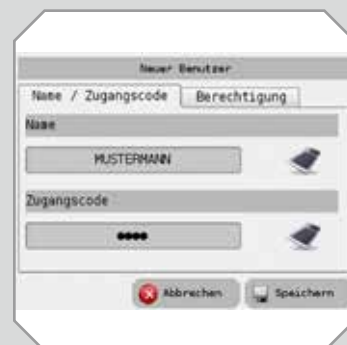 Neuer Benutzer
Name / Zugangscode Berechtigung
Name
MUSTERMANN
Zugangscode
●●●●
Abbrechen Speichern